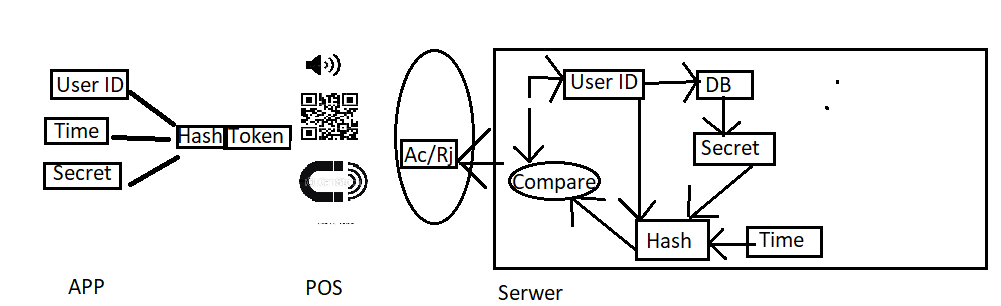 User ID
Time
Secret
Hash Token
APP
POS
Ac/Rj
User ID
DB
Secret
Compare
Hash
Time
Serwer